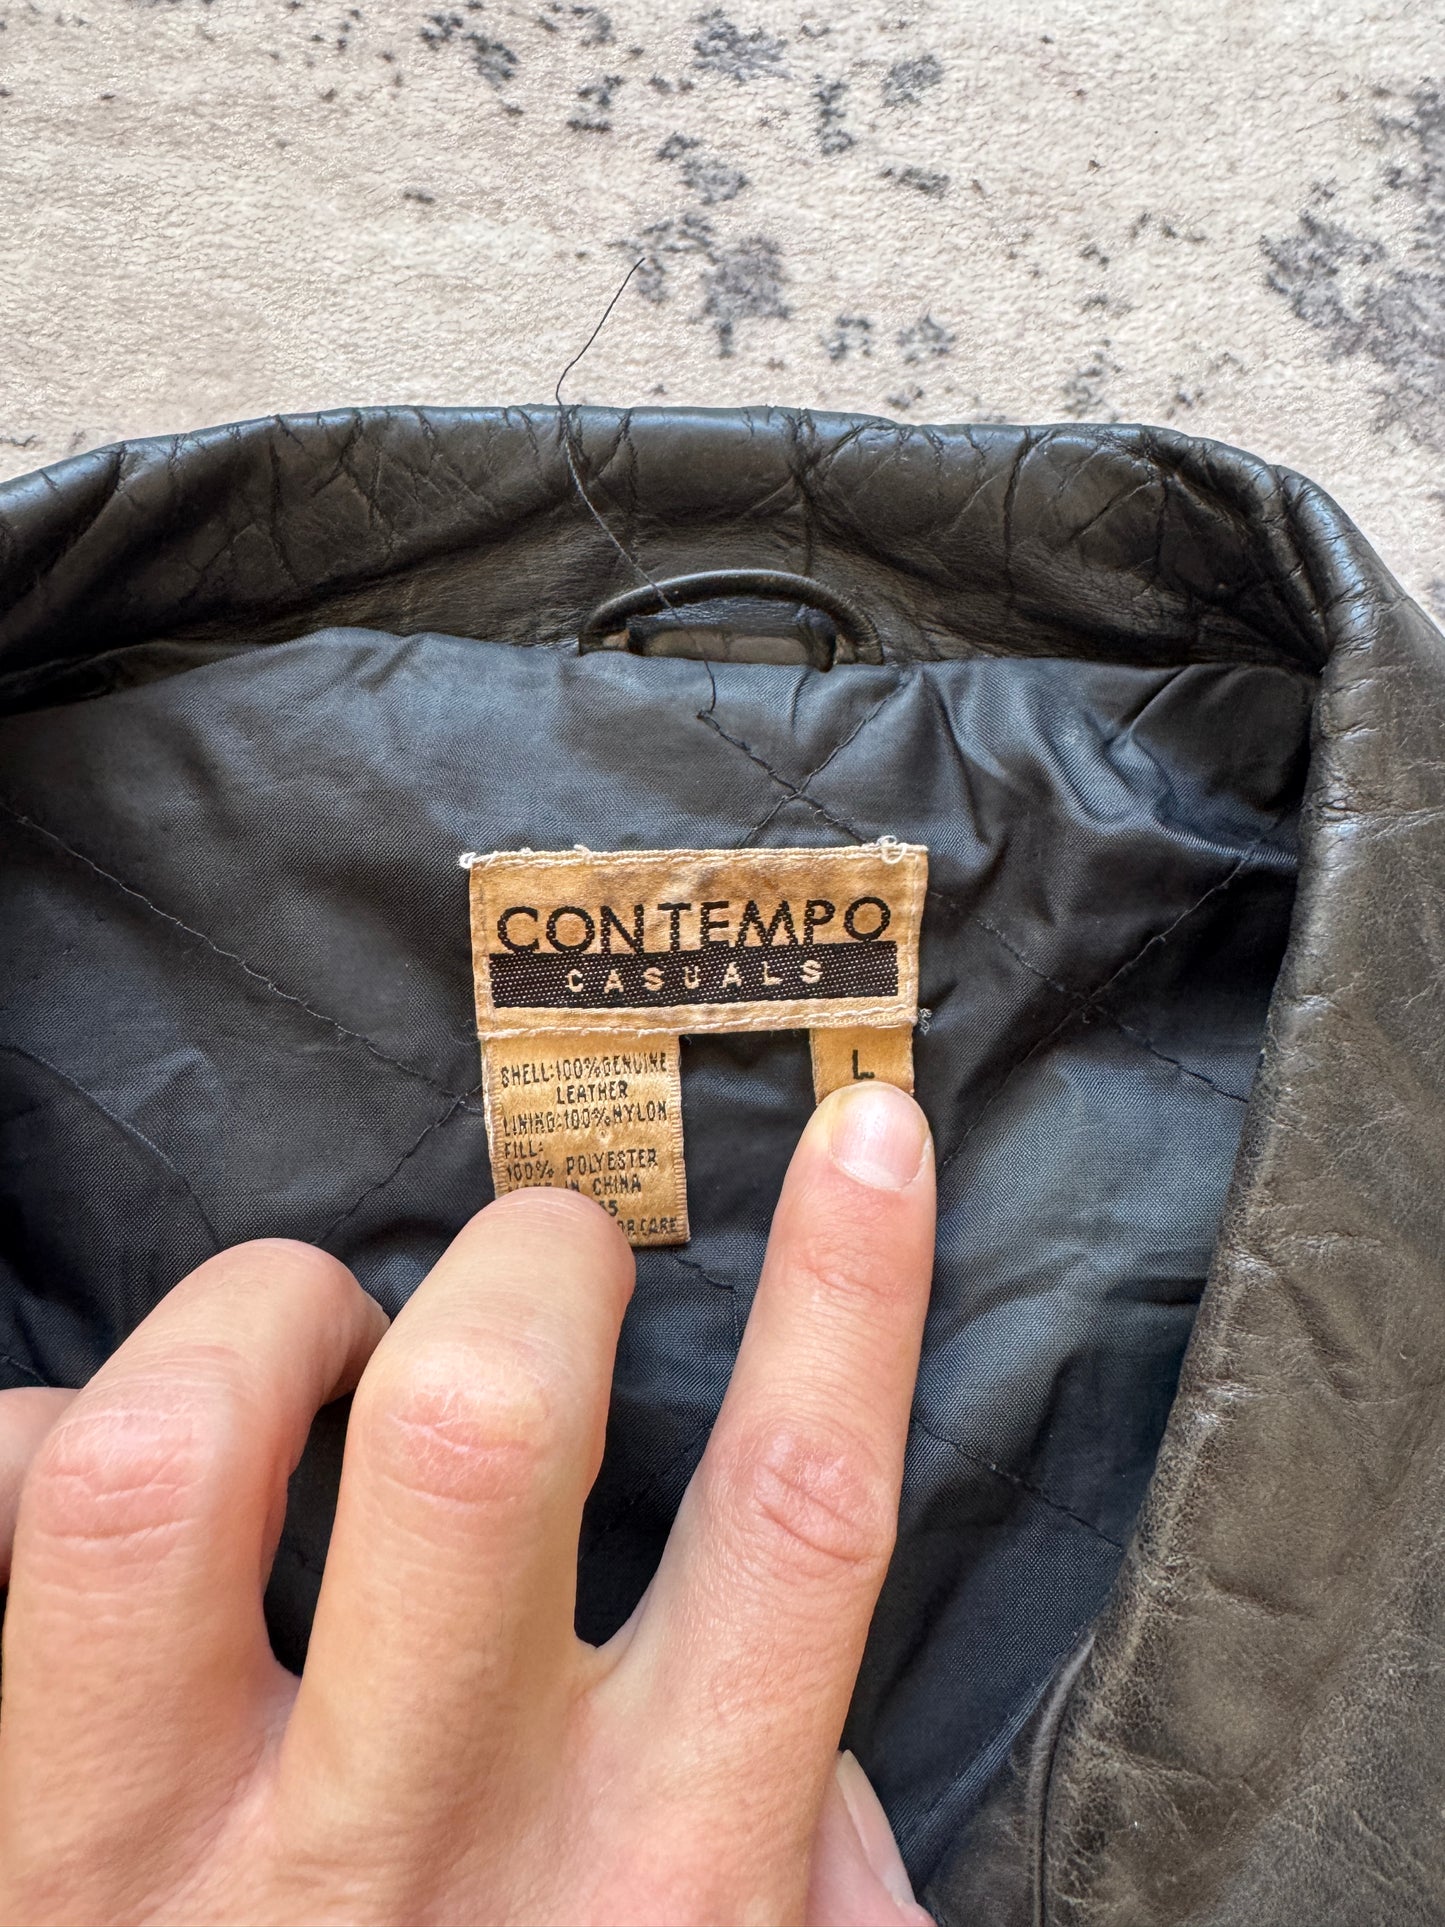 CONTEMPO
CASUALS
L
SHELL:100%GENUINE
LEATHER
LINING:100%NYLON
FILL:
100% POLYESTER
IN CHINA